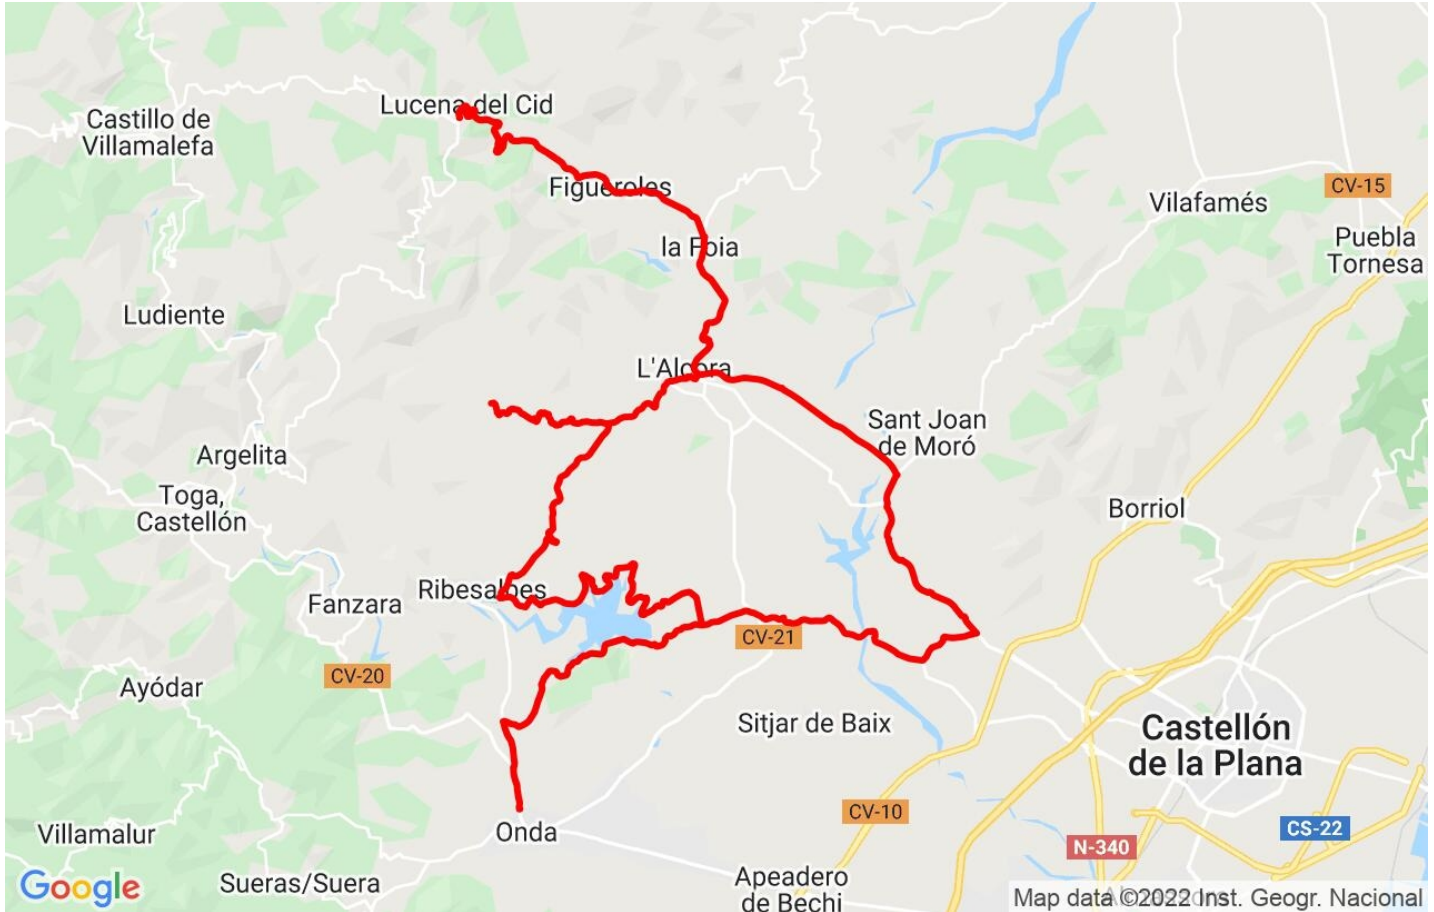 Lucena del Cid
Castillo de
Villamalefa
Figueroles
CV-15
Vilafamés
Puebla
Tornesa
la Foia
Ludiente
L'Alcora
Sant Joan
de Moró
Argelita
Toga,
Castellón
Borriol
Ribesalbes
Fanzara
CV-21
CV-20
Ayódar
Sitjar de Baix
Castellón
de la Plana
CV-10
CS-22
Onda
Villamalur
N-340
Sueras/Suera
Apeadero
de Bechi
Google
Map data ©2022 Inst. Geogr. Nacional